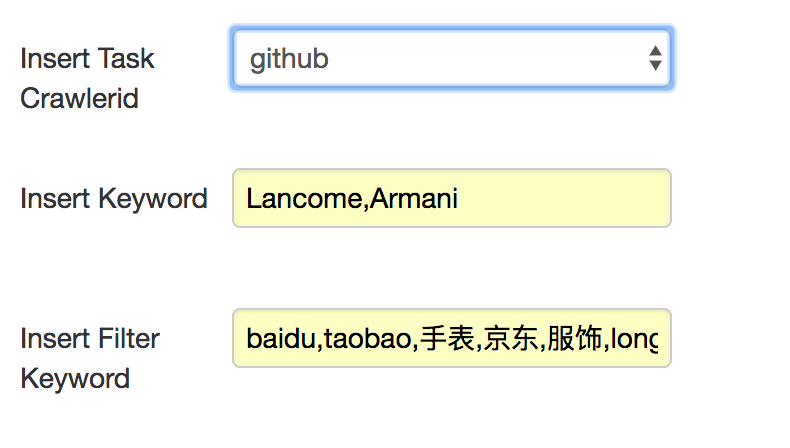 Insert Task
Crawlerid
github
Insert Keyword
Lancome,Armani
Insert Filter
Keyword
baidu,taobao,手表,京东,服饰,long